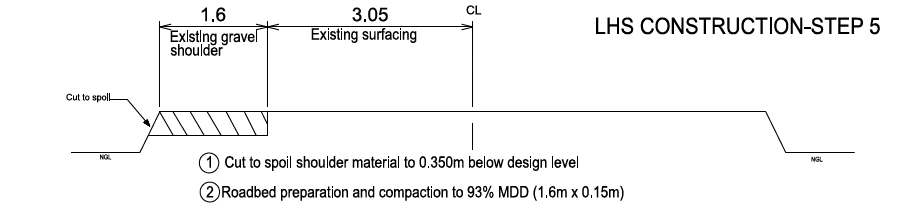 1.6
3.05
CL
LHS CONSTRUCTION-STEP 5
Existing gravel
shoulder
Existing surfacing
Cut to spoil
NGL
NGL
1 Cut to spoil shoulder material to 0.350m below design level
2 Roadbed preparation and compaction to 93% MDD (1.6m x 0.15m)